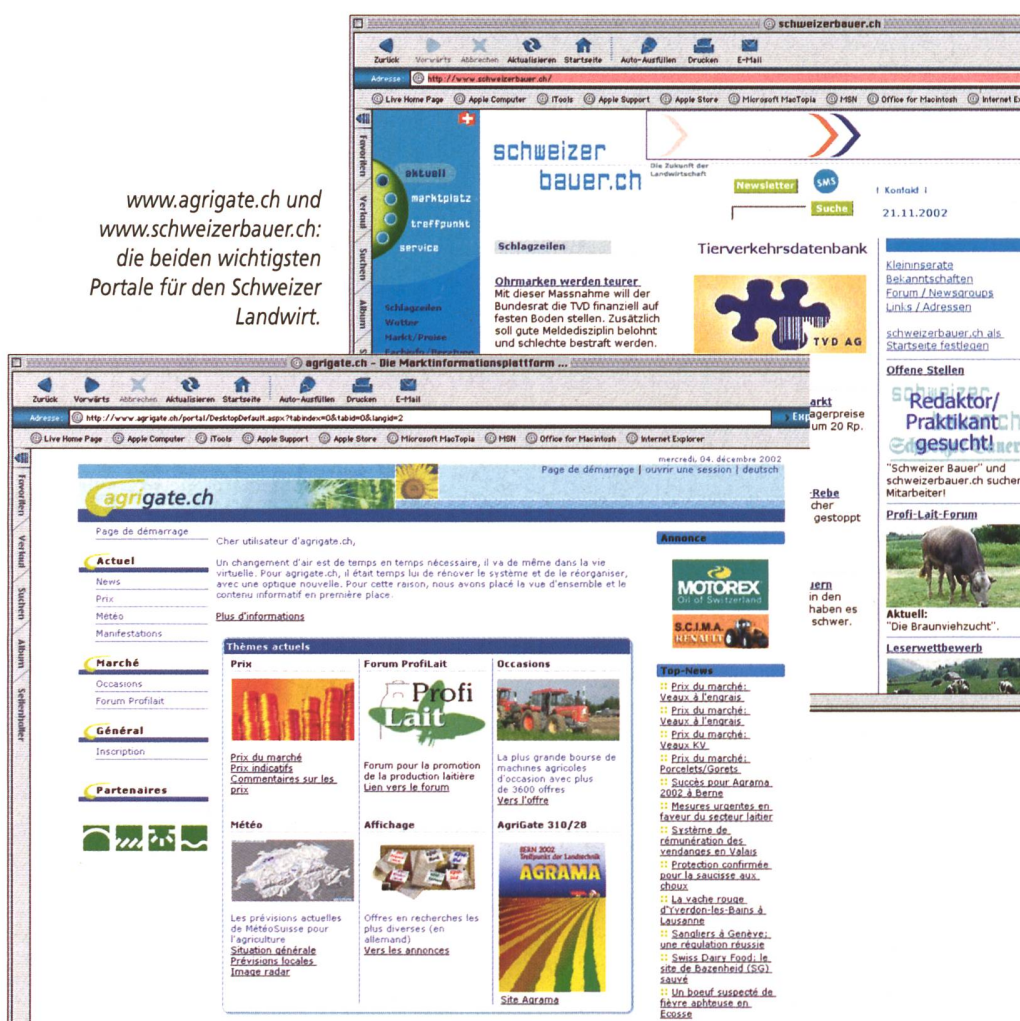 www.agrigate.ch und
www.schweizerbauer.ch:
die beiden wichtigsten
Portale für den Schweizer
Landwirt.
schweizerbauer.ch
Zurück Vorwärts Abbrechen Aktualisieren Startseite Auto-Ausfüllen Drucken E-Mail
Adresse: http://www.schweizerbauer.ch/
Live Home Page Apple Computer iTools Apple Support Apple Store Microsoft MacTopia MSN Office for Macintosh Internet Ex
Favoriten
Verlauf
Suchen
Album
aktuell
marktplatz
treffpunkt
service
Schlagzeilen
Wetter
Markt/Preise
Fachinfo/Beratung
schweizer
bauer.ch
Die Zukunft der
Landwirtschaft
Newsletter
SMS
Suche
! Kontakt !
21.11.2002
Schlagzeilen
Ohrmarken werden teurer
Mit dieser Massnahme will der
Bundesrat die TVD finanziell auf
festen Boden stellen. Zusätzlich
soll gute Meldedisziplin belohnt
und schlechte bestraft werden.
Tierverkehrsdatenbank
TVD AG
arkt
agerpreise
um 20 Rp.
-Rebe
cher
gestoppt
uern
in den
haben es
schwer.
Kleininserate
Bekanntschaften
Forum / Newsgroups
Links / Adressen
schweizerbauer.ch als
Startseite festlegen
Offene Stellen
Redaktor/
Praktikant
gesucht!
"Schweizer Bauer" und
schweizerbauer.ch suchen
Mitarbeiter!
Profi-Lait-Forum
Aktuell:
"Die Braunviehzucht".
Leserwettbewerb
agrigate.ch - Die Marktinformationsplattform ...
Zurück Vorwärts Abbrechen Aktualisieren Startseite Auto-Ausfüllen Drucken E-Mail
Adresse: http://www.agrigate.ch/portal/DesktopDefault.aspx?tabindex=0&tabid=0&langid=2
Live Home Page Apple Computer iTools Apple Support Apple Store Microsoft MacTopia MSN Office for Macintosh Internet Explorer
Favoriten
Verlauf
Suchen
Album
Seitenhalter
mercredi, 04. décembre 2002
Page de démarrage | ouvrir une session | deutsch
agrigate.ch
Page de démarrage
Actuel
News
Prix
Météo
Manifestations
Marché
Occasions
Forum Profilait
Général
Inscription
Partenaires
Cher utilisateur d'agrigate.ch,
Un changement d'air est de temps en temps nécessaire, il va de même dans la vie
virtuelle. Pour agrigate.ch, il était temps lui de rénover le système et de le réorganiser,
avec une optique nouvelle. Pour cette raison, nous avons placé la vue d'ensemble et le
contenu informatif en première place.
Plus d'informations
Thèmes actuels
Prix
Prix du marché
Prix indicatifs
Commentaires sur les
prix
Forum ProfiLait
Profi
Lait
Forum pour la promotion
de la production laitière
Lien vers le forum
Occasions
La plus grande bourse de
machines agricoles
d'occasion avec plus
de 3600 offres
Vers l'offre
Météo
Les prévisions actuelles
de MétéoSuisse pour
l'agriculture
Situation générale
Prévisions locales
Image radar
Affichage
Offres en recherches les
plus diverses (en
allemand)
Vers les annonces
AgriGate 310/28
BERN 2002
Treffpunkt der Landtechnik
AGRAMA
Site Agrama
Annonce
MOTOREX
Oil of Switzerland
S.C.I.M.A.
RENAULT
Top-News
Prix du marché:
Veaux à l'engrais
Prix du marché:
Veaux à l'engrais
Prix du marché:
Veaux KV
Prix du marché:
Porcelets/Gorets
Succès pour Agrama
2002 à Berne
Mesures urgentes en
faveur du secteur laitier
Système de
rémunération des
vendanges en Valais
Protection confirmée
pour la saucisse aux
choux
La vache rouge
d'Yverdon-les-Bains à
Lausanne
Sangliers à Genève:
une régulation réussie
Swiss Dairy Food: le
site de Bazenheid (SG)
sauvé
Un boeuf suspecté de
fièvre aphteuse en
Ecosse